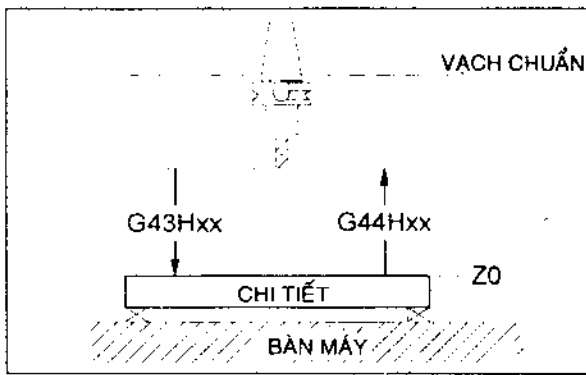 VẠCH CHUẨN
G43Hxx G44Hxx
Z0
CHI TIẾT
BÀN MÁY